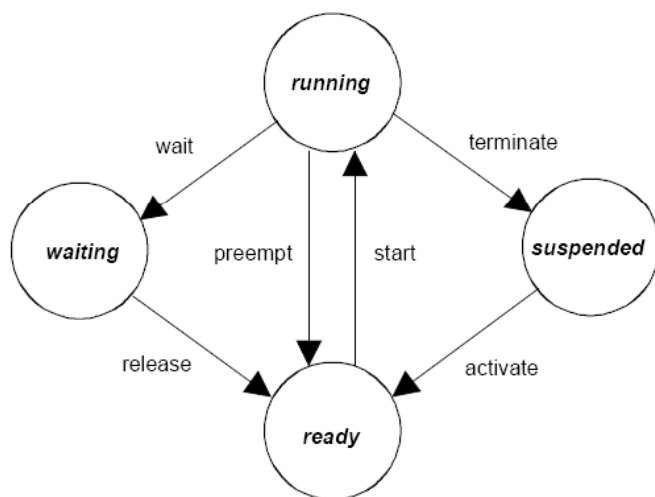 running
wait
terminate
waiting
preempt
start
suspended
release
activate
ready